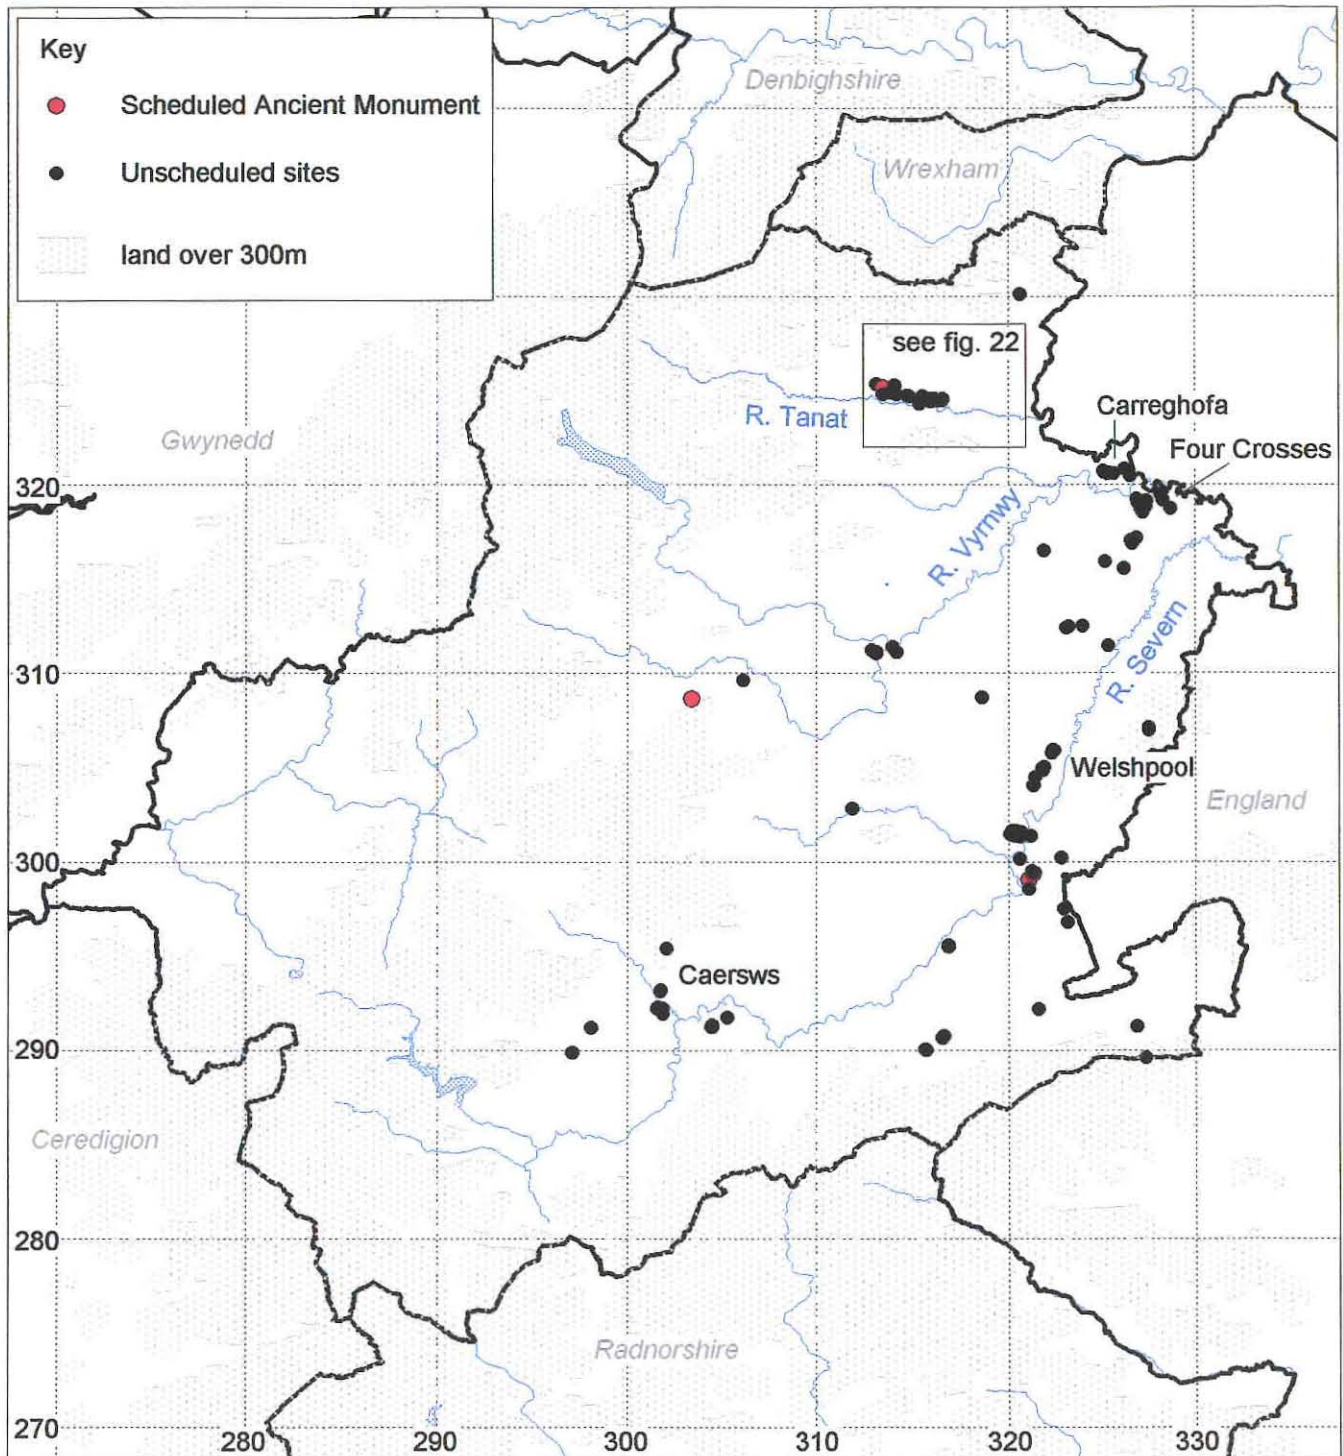 Key
Scheduled Ancient Monument
Unscheduled sites
land over 300m
Denbighshire
Wrexham
see fig. 22
R. Tanat
Carreghofa
Four Crosses
Gwynedd
320
R. Vyrnwy
R. Severn
310
Welshpool
England
300
Caersws
290
Ceredigion
280
Radnorshire
270
280
290
300
310
320
330